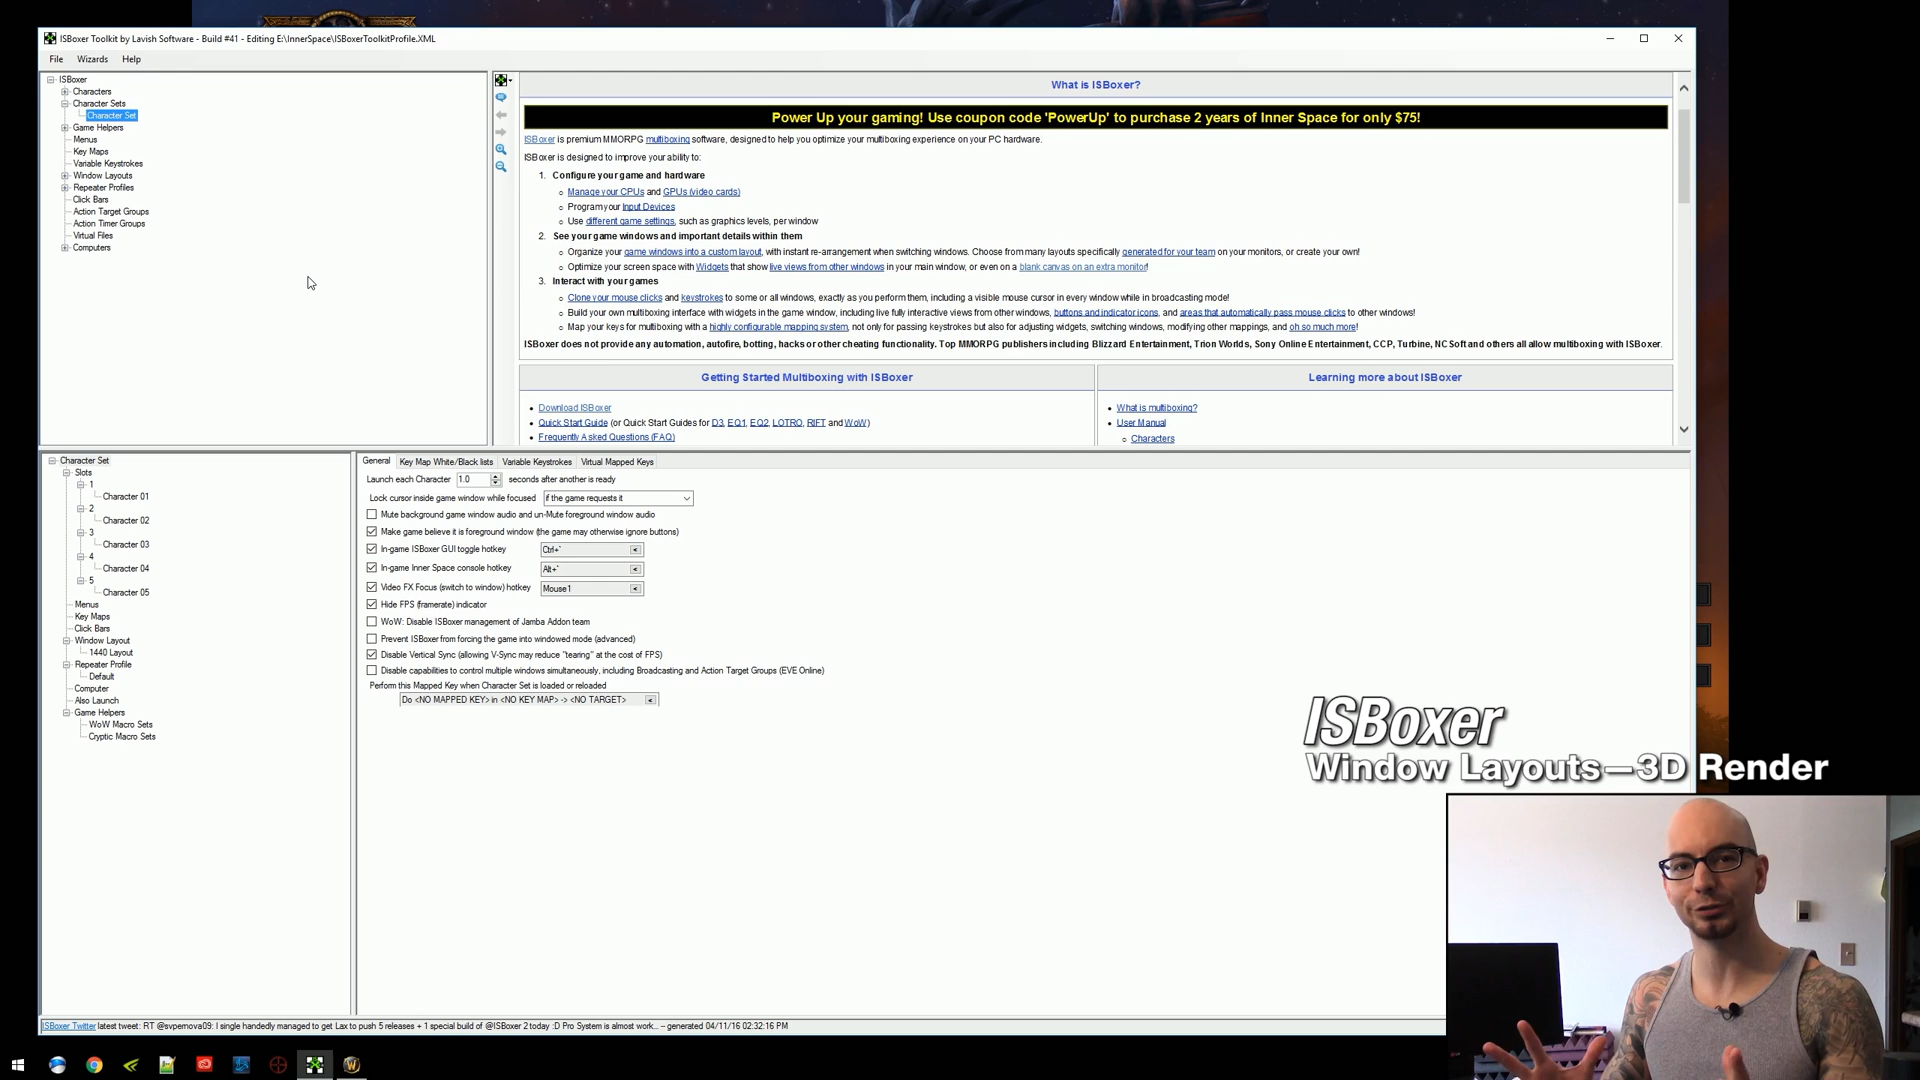 ISBoxer Toolkit by Lavish Software - Build #41 - Editing E:\InnerSpace\ISBoxerToolkitProfile.XML
File Wizards Help
ISBoxer
Characters
Character Sets
Character Set
Game Helpers
Menus
Key Maps
Variable Keystrokes
Window Layouts
Repeater Profiles
Click Bars
Action Target Groups
Action Timer Groups
Virtual Files
Computers
What is ISBoxer?
Power Up your gaming! Use coupon code 'PowerUp' to purchase 2 years of Inner Space for only $75!
ISBoxer is premium MMORPG multiboxing software, designed to help you optimize your multiboxing experience on your PC hardware.
ISBoxer is designed to improve your ability to:
1. Configure your game and hardware
Manage your CPUs and GPUs (video cards)
Program your Input Devices
Use different game settings, such as graphics levels, per window
2. See your game windows and important details within them
Organize your game windows into a custom layout, with instant re-arrangement when switching windows. Choose from many layouts specifically generated for your team on your monitors, or create your own!
Optimize your screen space with Widgets that show live views from other windows in your main window, or even on a blank canvas on an extra monitor!
3. Interact with your games
Clone your mouse clicks and keystrokes to some or all windows, exactly as you perform them, including a visible mouse cursor in every window while in broadcasting mode!
Build your own multiboxing interface with widgets in the game window, including live fully interactive views from other windows, buttons and indicator icons, and areas that automatically pass mouse clicks to other windows!
Map your keys for multiboxing with a highly configurable mapping system, not only for passing keystrokes but also for adjusting widgets, switching windows, modifying other mappings, and oh so much more!
ISBoxer does not provide any automation, autofire, botting, hacks or other cheating functionality. Top MMORPG publishers including Blizzard Entertainment, Trion Worlds, Sony Online Entertainment, CCP, Turbine, NCSoft and others all allow multiboxing with ISBoxer.
Getting Started Multiboxing with ISBoxer
Download ISBoxer
Quick Start Guide (or Quick Start Guides for D3, EQ1, EQ2, LOTRO, RIFT and WoW)
Frequently Asked Questions (FAQ)
Learning more about ISBoxer
What is multiboxing?
User Manual
Characters
Character Set
Slots
1
Character 01
2
Character 02
3
Character 03
4
Character 04
5
Character 05
Menus
Key Maps
Click Bars
Window Layout
1440 Layout
Repeater Profile
Default
Computer
Also Launch
Game Helpers
WoW Macro Sets
Cryptic Macro Sets
General Key Map White/Black lists Variable Keystrokes Virtual Mapped Keys
Launch each Character 1.0 seconds after another is ready
Lock cursor inside game window while focused if the game requests it
Mute background game window audio and un-Mute foreground window audio
Make game believe it is foreground window (the game may otherwise ignore buttons)
In-game ISBoxer GUI toggle hotkey Ctrl+` <
In-game Inner Space console hotkey Alt+` <
Video FX Focus (switch to window) hotkey Mouse1 <
Hide FPS (framerate) indicator
WoW: Disable ISBoxer management of Jamba Addon team
Prevent ISBoxer from forcing the game into windowed mode (advanced)
Disable Vertical Sync (allowing V-Sync may reduce "tearing" at the cost of FPS)
Disable capabilities to control multiple windows simultaneously, including Broadcasting and Action Target Groups (EVE Online)
Perform this Mapped Key when Character Set is loaded or reloaded
Do <NO MAPPED KEY> in <NO KEY MAP> -> <NO TARGET> <
ISBoxer
Window Layouts—3D Render
ISBoxer Twitter latest tweet: RT @svpernova09: I single handedly managed to get Lax to push 5 releases + 1 special build of @ISBoxer 2 today :D Pro System is almost work... -- generated 04/11/16 02:32:16 PM